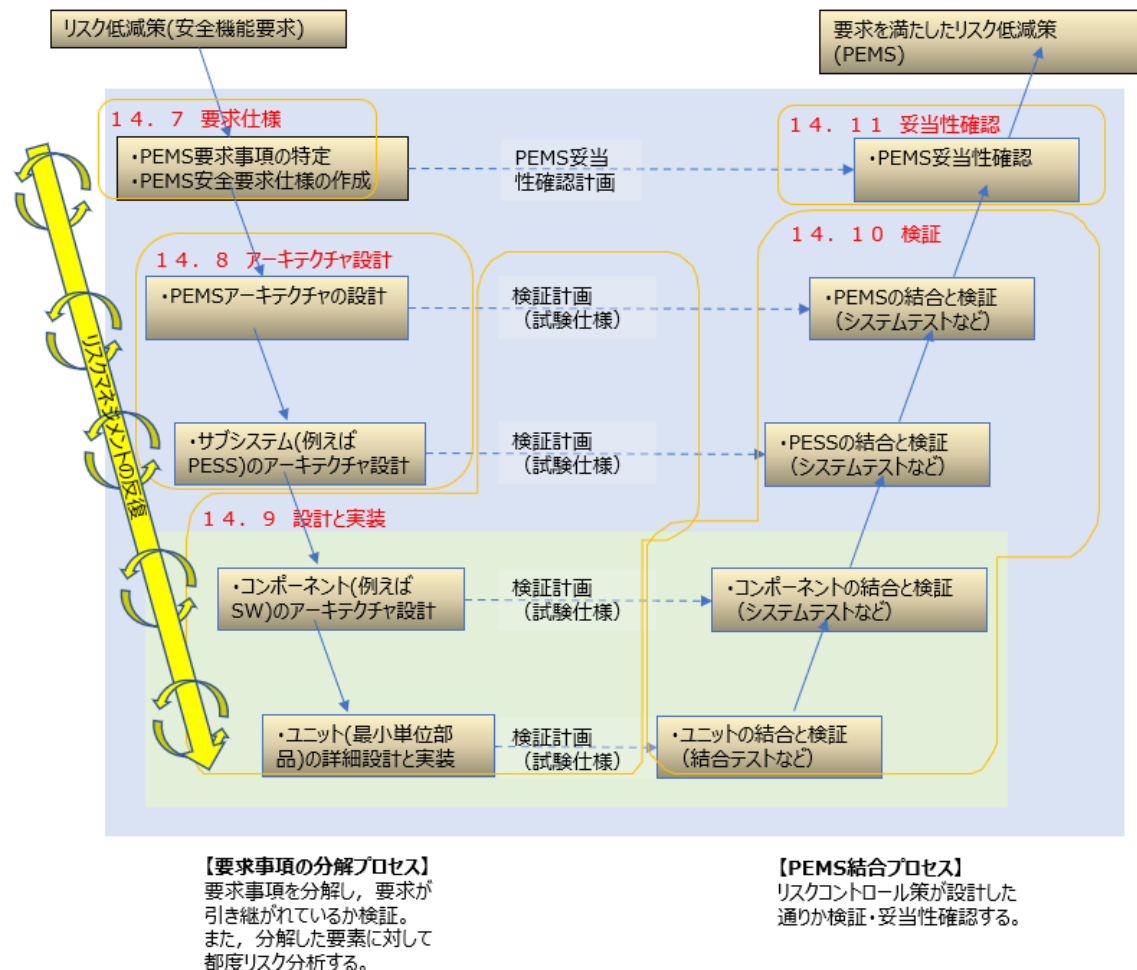 リスク低減策(安全機能要求)
要求を満たしたリスク低減策
(PEMS)
14.7 要求仕様
・PEMS要求事項の特定
・PEMS安全要求仕様の作成
PEMS妥当
性確認計画
14.11 妥当性確認
・PEMS妥当性確認
14.8 アーキテクチャ設計
・PEMSアーキテクチャの設計
検証計画
(試験仕様)
14.10 検証
・PEMSの結合と検証
(システムテストなど)
・サブシステム(例えば
PESS)のアーキテクチャ設計
検証計画
(試験仕様)
・PESSの結合と検証
(システムテストなど)
14.9 設計と実装
・コンポーネント(例えば
SW)のアーキテクチャ設計
検証計画
(試験仕様)
・コンポーネントの結合と検証
(システムテストなど)
・ユニット(最小単位部
品)の詳細設計と実装
検証計画
(試験仕様)
・ユニットの結合と検証
(結合テストなど)
リスクマネジメントの反復
【要求事項の分解プロセス】
要求事項を分解し，要求が
引き継がれているか検証。
また，分解した要素に対して
都度リスク分析する。
【PEMS結合プロセス】
リスクコントロール策が設計した
通りか検証・妥当性確認する。